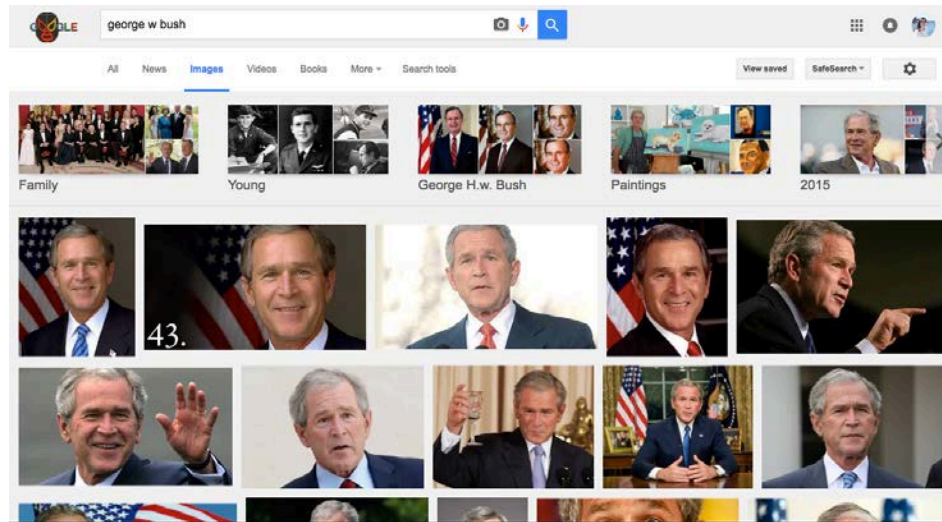 GOOGLE
george w bush
All News Images Videos Books More Search tools
View saved SafeSearch
Family Young George H.w. Bush Paintings 2015
43.